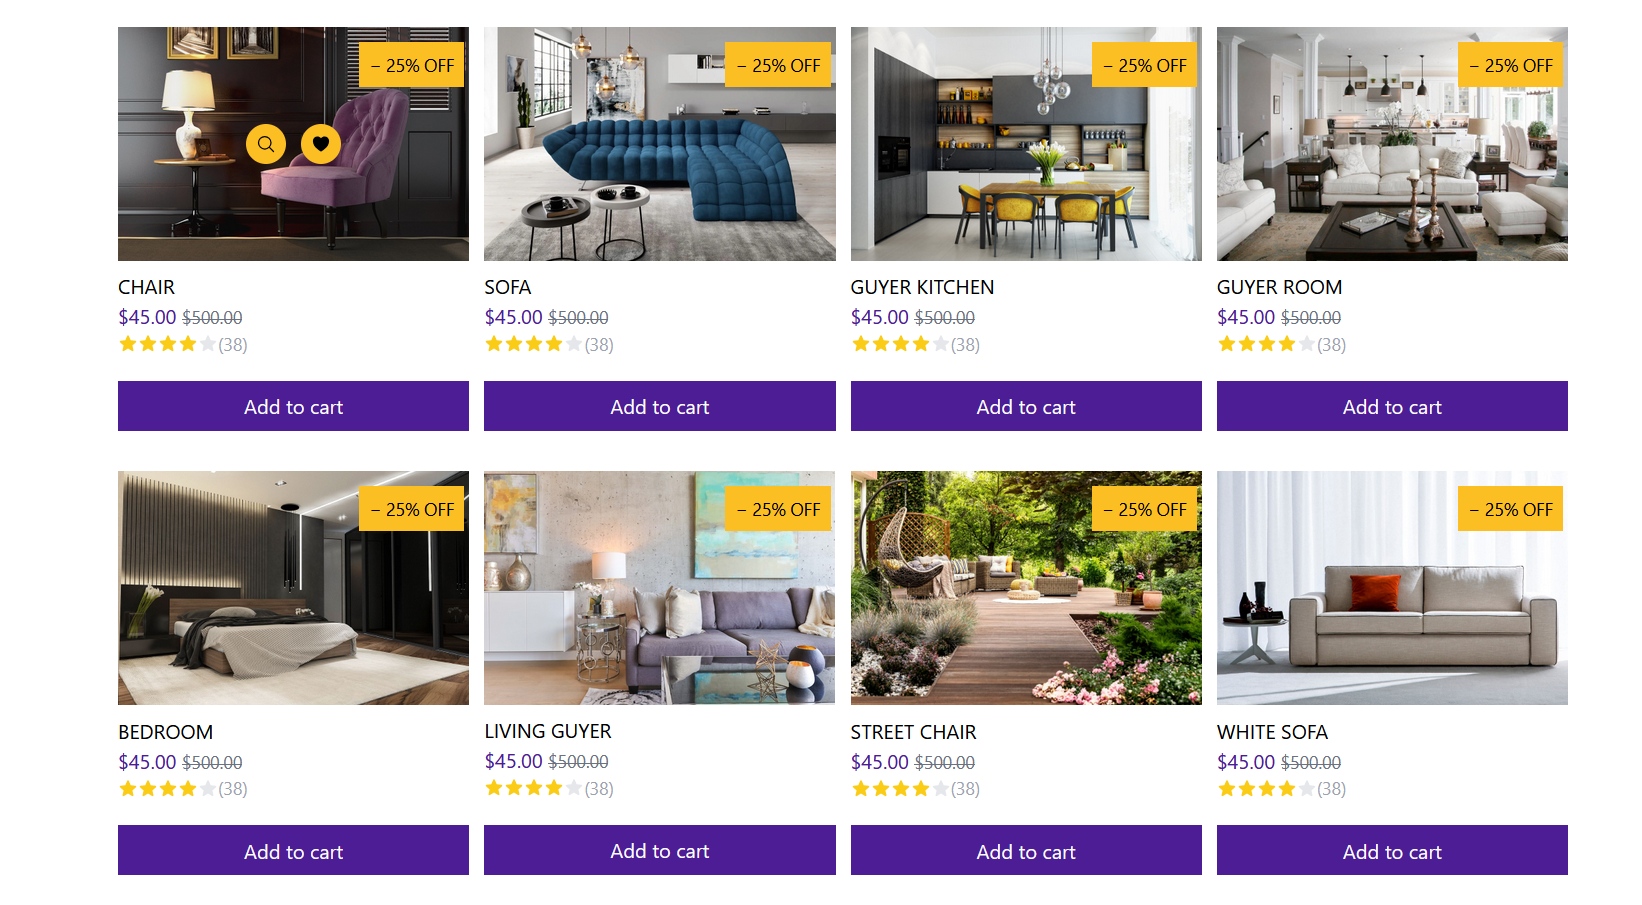 – 25% OFF
– 25% OFF
– 25% OFF
– 25% OFF
CHAIR
$45.00 $500.00
(38)
Add to cart
SOFA
$45.00 $500.00
(38)
Add to cart
GUYER KITCHEN
$45.00 $500.00
(38)
Add to cart
GUYER ROOM
$45.00 $500.00
(38)
Add to cart
– 25% OFF
– 25% OFF
– 25% OFF
– 25% OFF
BEDROOM
$45.00 $500.00
(38)
Add to cart
LIVING GUYER
$45.00 $500.00
(38)
Add to cart
STREET CHAIR
$45.00 $500.00
(38)
Add to cart
WHITE SOFA
$45.00 $500.00
(38)
Add to cart